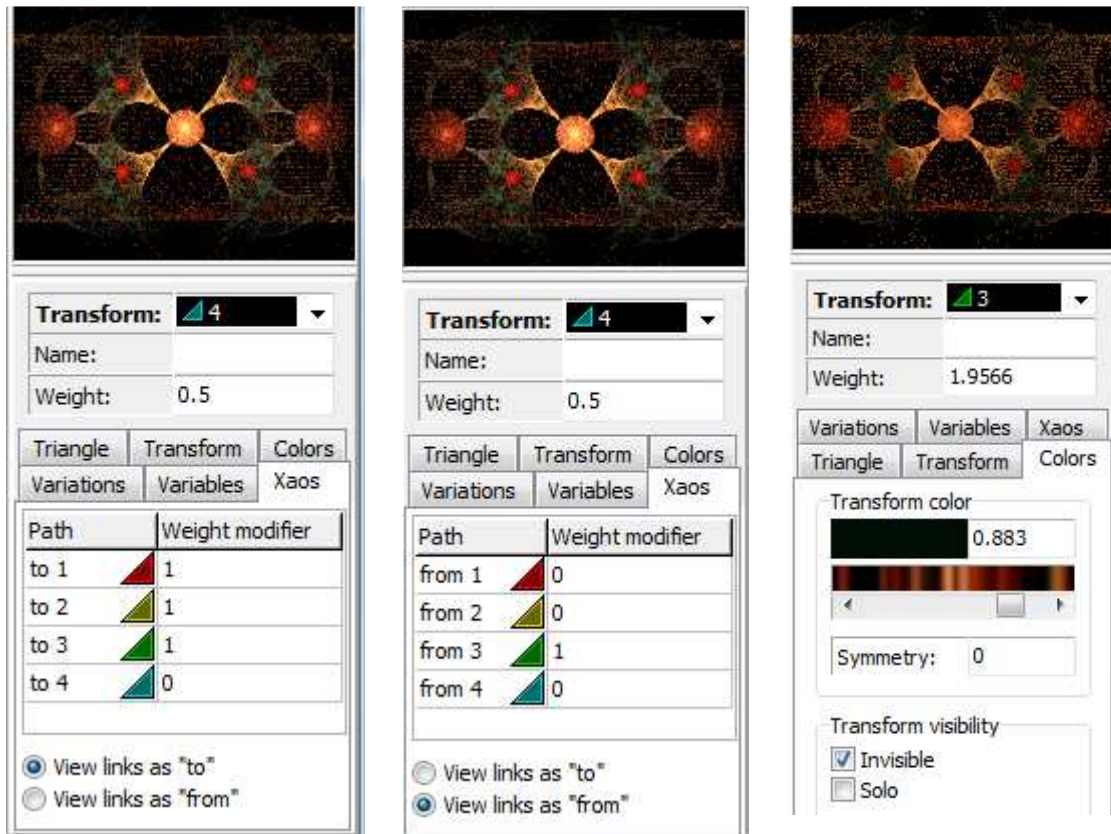 Transform: 4
Name:
Weight: 0.5
Triangle Transform Colors
Variations Variables Xaos
Path Weight modifier
to 1 1
to 2 1
to 3 1
to 4 0
View links as "to"
View links as "from"
Transform: 4
Name:
Weight: 0.5
Triangle Transform Colors
Variations Variables Xaos
Path Weight modifier
from 1 0
from 2 0
from 3 1
from 4 0
View links as "to"
View links as "from"
Transform: 3
Name:
Weight: 1.9566
Variations Variables Xaos
Triangle Transform Colors
Transform color
0.883
Symmetry: 0
Transform visibility
Invisible
Solo